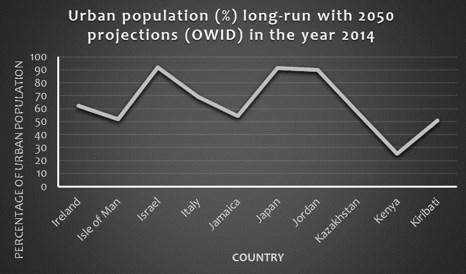 Urban population (%) long-run with 2050
projections (OWID) in the year 2014
PERCENTAGE OF URBAN POPULATION
100
90
80
70
60
50
40
30
20
10
0
Ireland
Isle of Man
Israel
Italy
Jamaica
Japan
Jordan
Kazakhstan
Kenya
Kiribati
COUNTRY